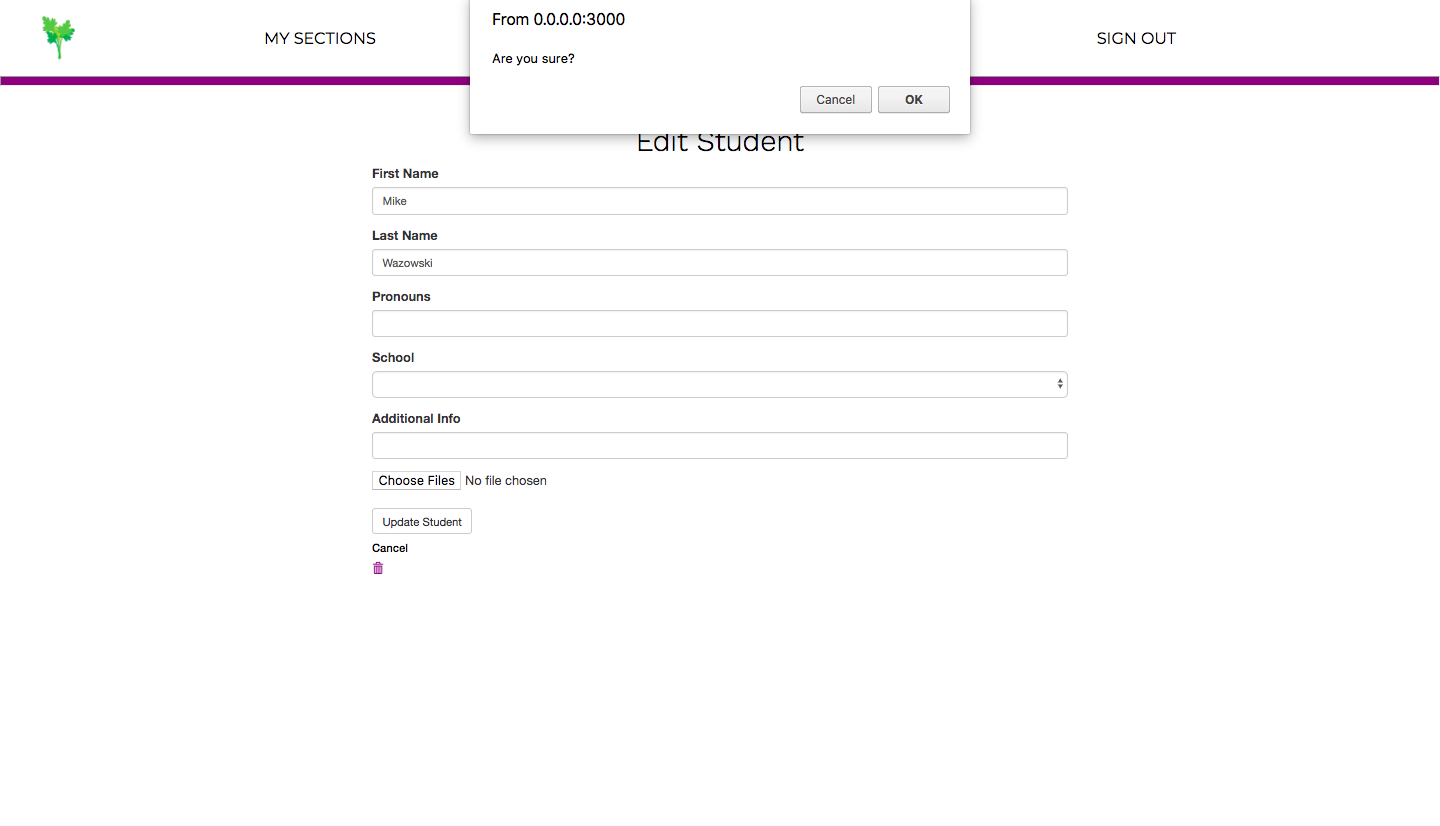 From 0.0.0.0:3000
MY SECTIONS
SIGN OUT
Are you sure?
Cancel
OK
Edit Student
First Name
Mike
Last Name
Wazowski
Pronouns
School
Additional Info
Choose Files No file chosen
Update Student
Cancel